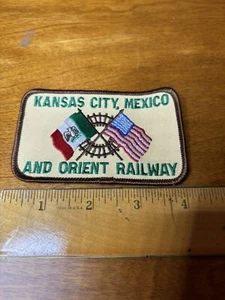 KANSAS CITY, MEXICO
AND ORIENT RAILWAY
1 2 3 4